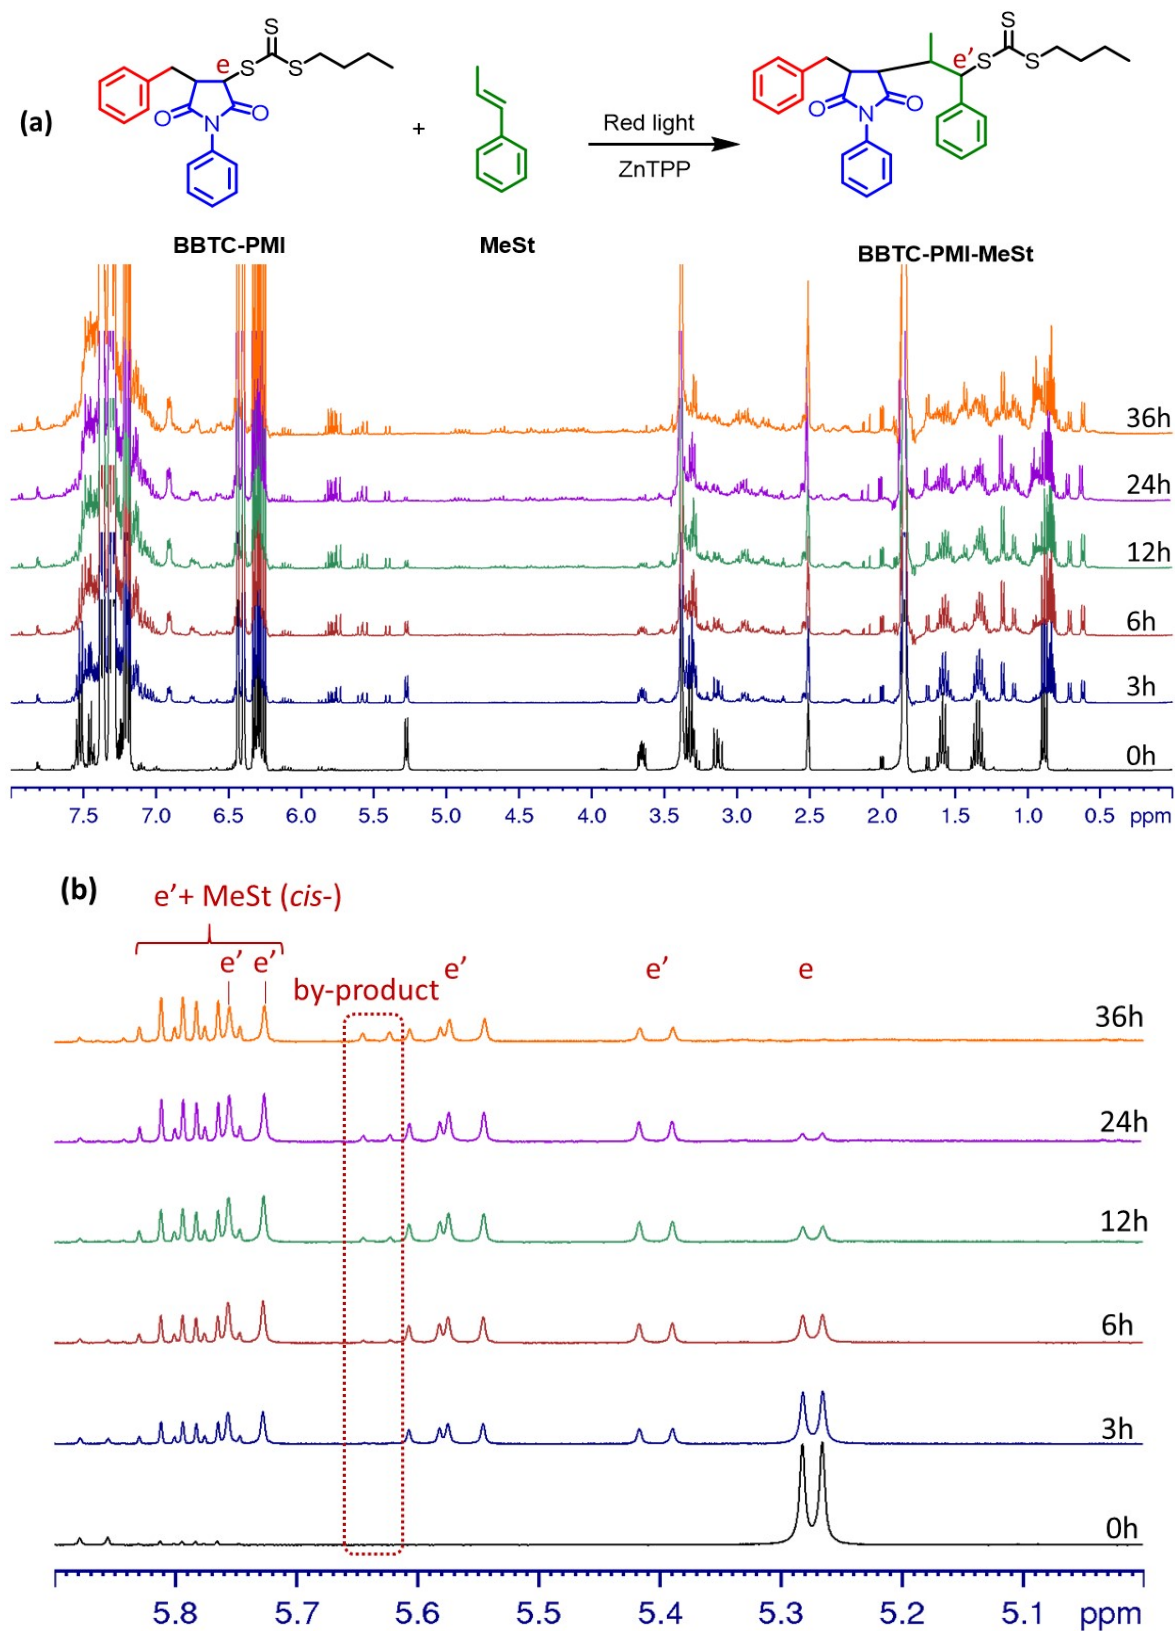 S
e
S
S
O
O
N
(a)
+
Red light
ZnTPP
S
e'
S
S
O
O
N
BBTC-PMI
MeSt
BBTC-PMI-MeSt
36h
24h
12h
6h
3h
0h
7.5 7.0 6.5 6.0 5.5 5.0 4.5 4.0 3.5 3.0 2.5 2.0 1.5 1.0 0.5 ppm
(b)
e'+ MeSt (cis-)
e' e'
by-product
e'
e'
e
36h
24h
12h
6h
3h
0h
5.8 5.7 5.6 5.5 5.4 5.3 5.2 5.1 ppm